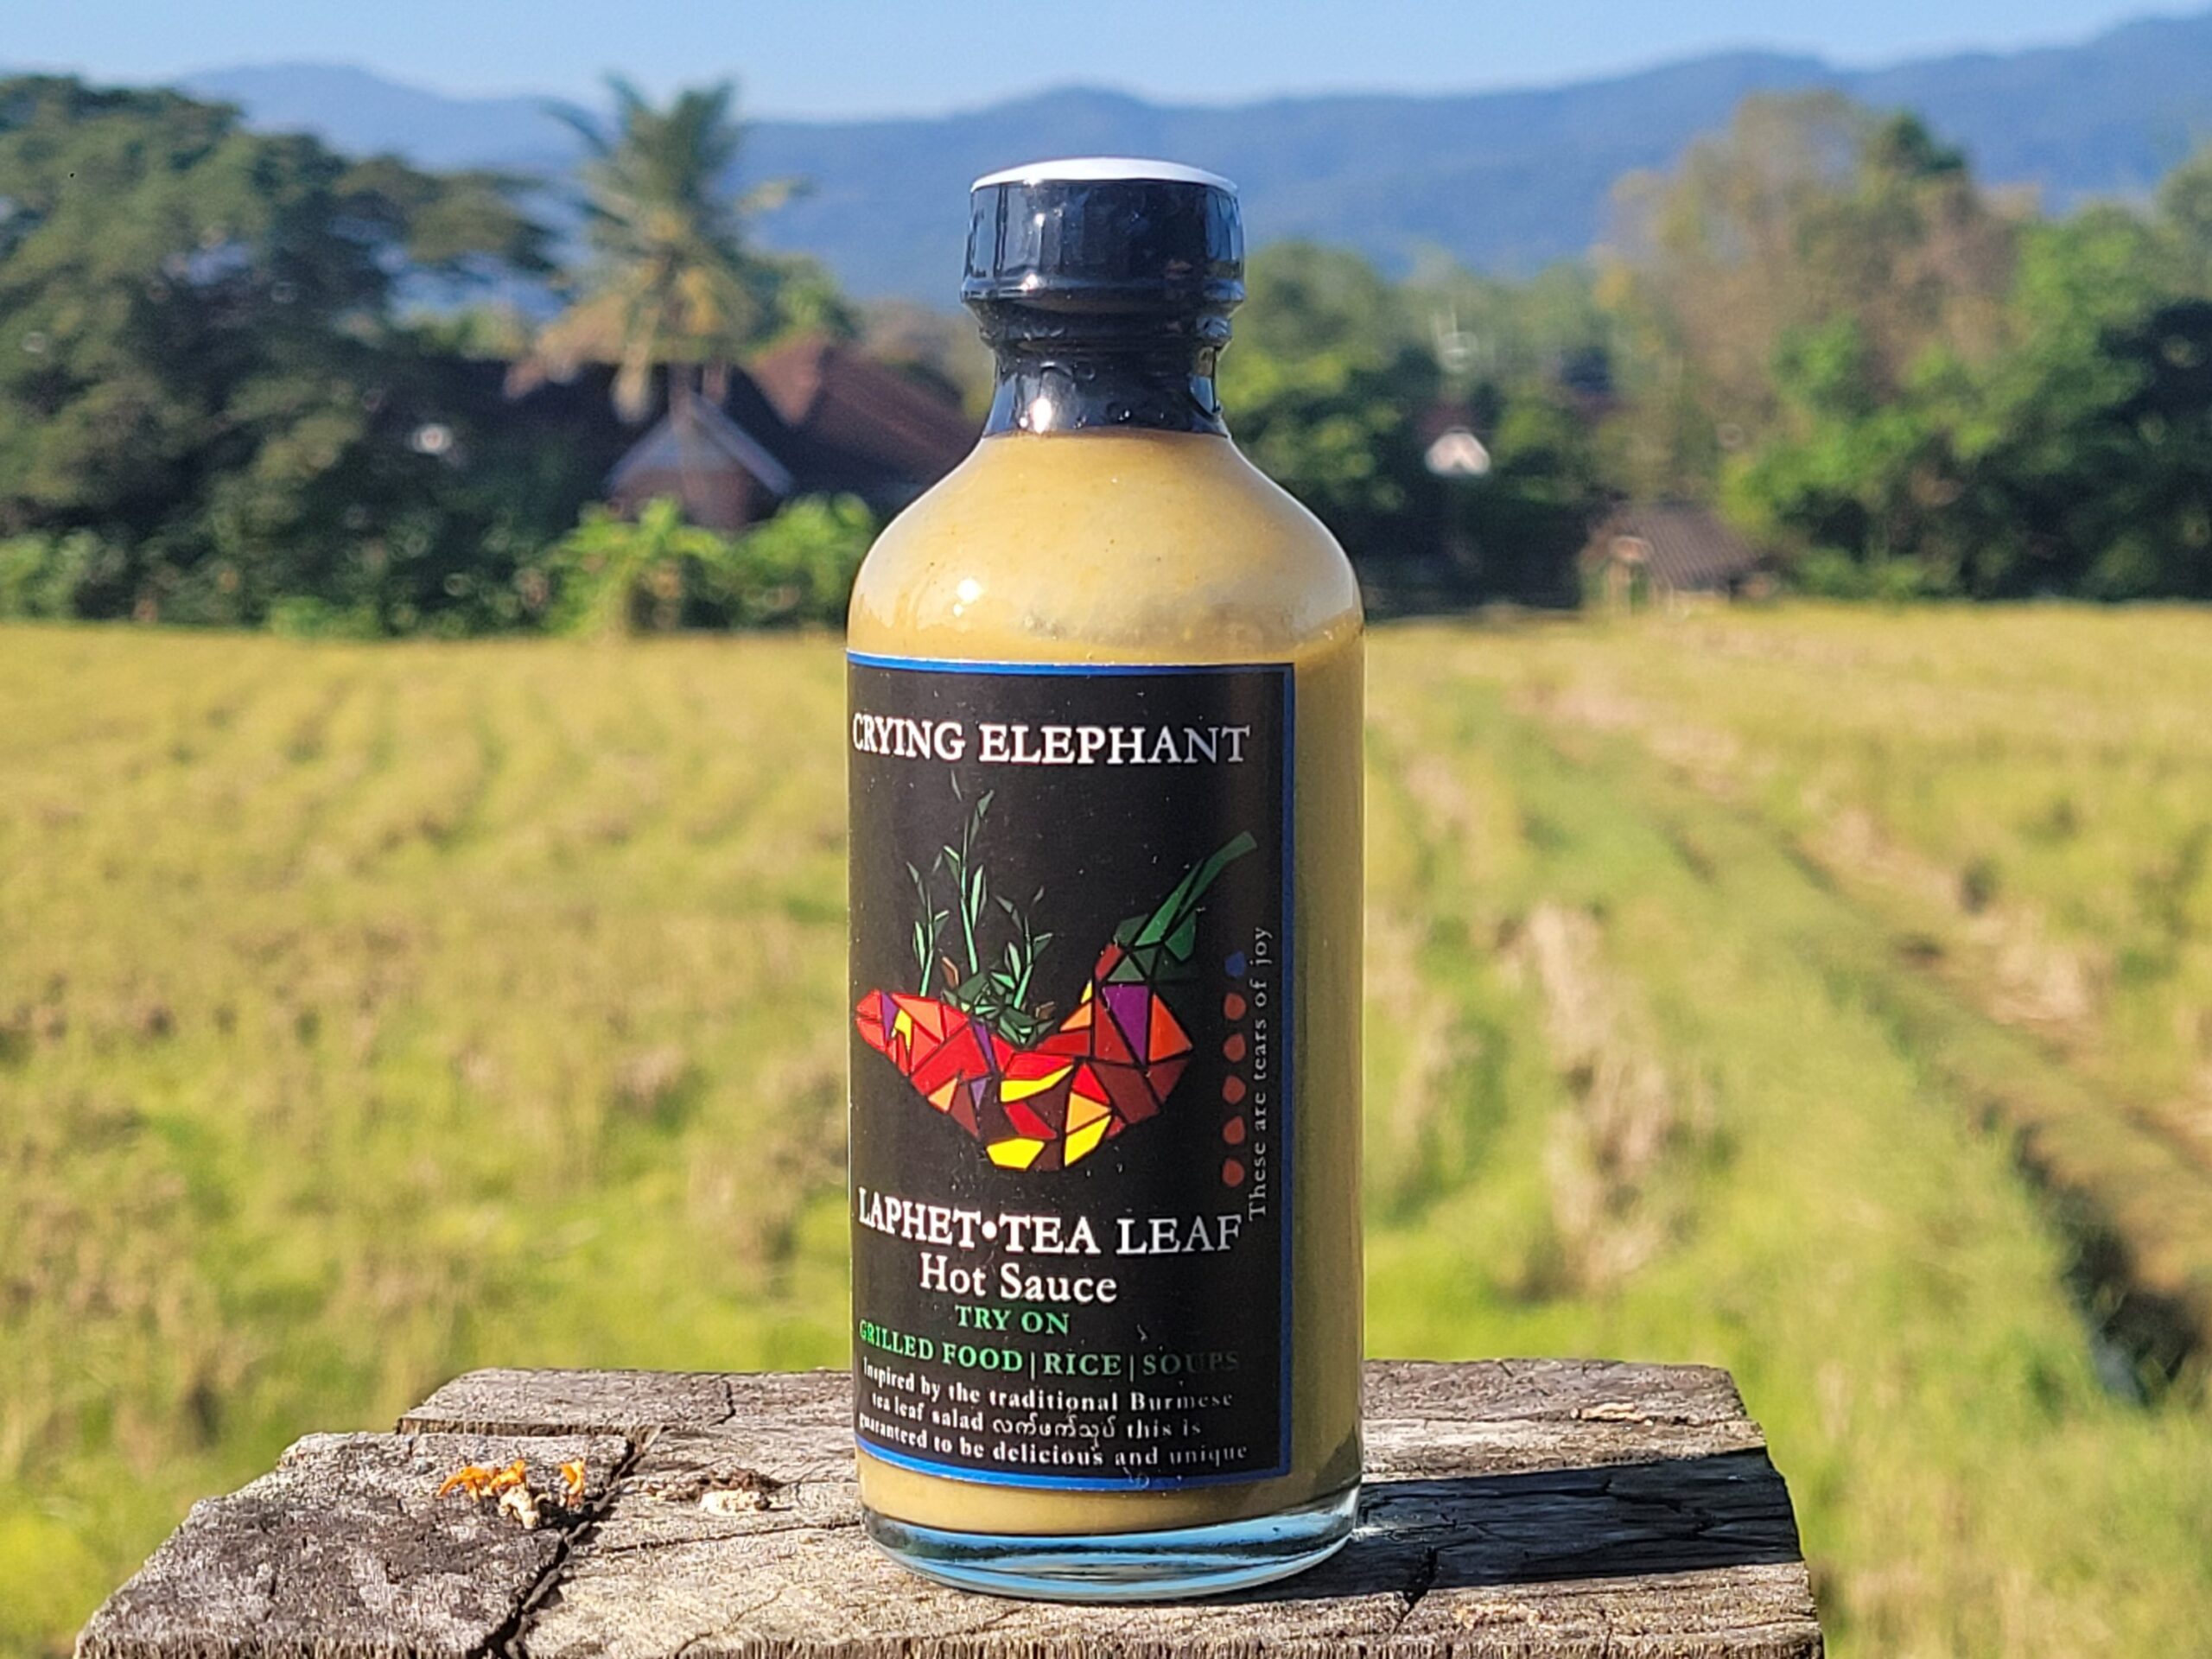 CRYING ELEPHANT
These are tears of joy
LAPHET•TEA LEAF
Hot Sauce
TRY ON
GRILLED FOOD|RICE|SOUPS
Inspired by the traditional Burmese
tea leaf salad လက်ဖက်သုပ် this is
guaranteed to be delicious and unique